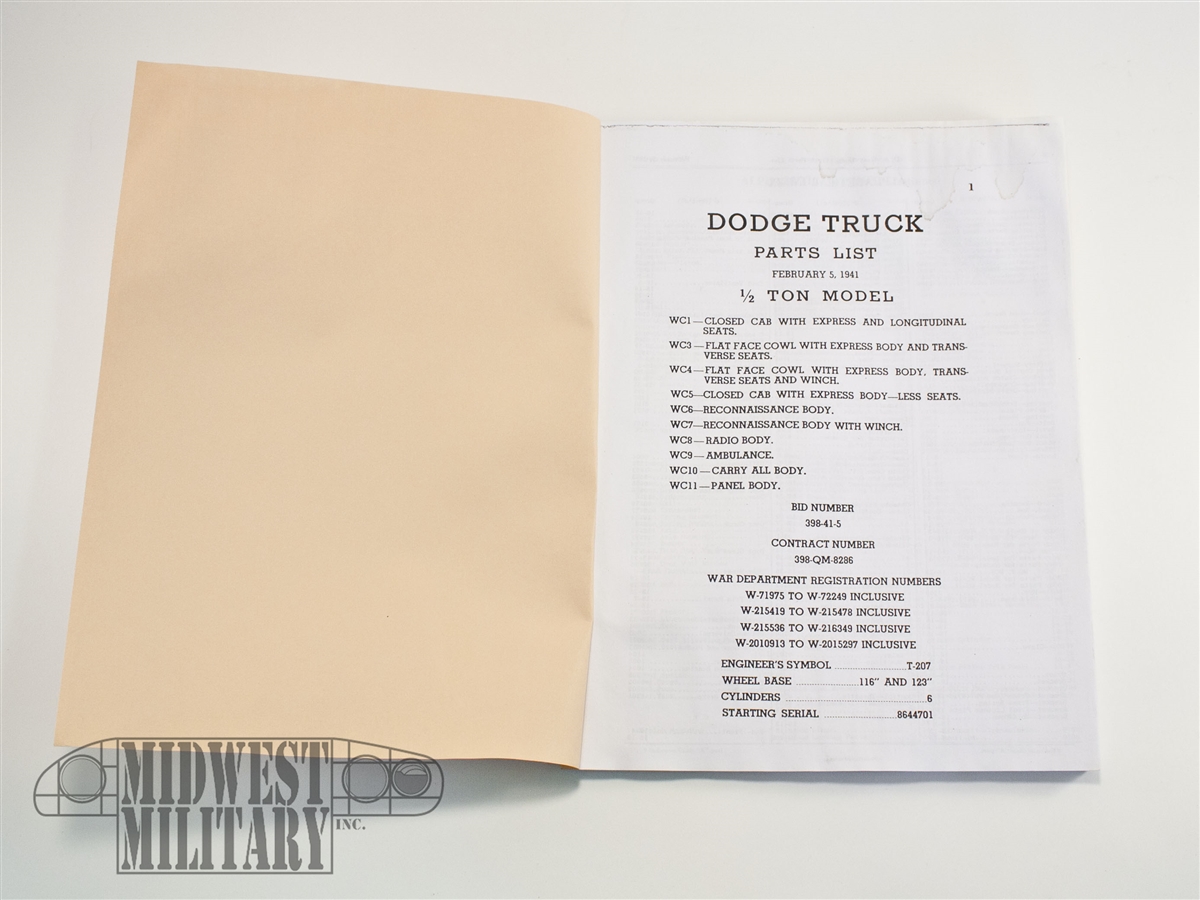 1
DODGE TRUCK
PARTS LIST
FEBRUARY 5, 1941
½ TON MODEL
WC1—CLOSED CAB WITH EXPRESS AND LONGITUDINAL
SEATS.
WC3—FLAT FACE COWL WITH EXPRESS BODY AND TRANS-
VERSE SEATS.
WC4—FLAT FACE COWL WITH EXPRESS BODY, TRANS-
VERSE SEATS AND WINCH.
WC5—CLOSED CAB WITH EXPRESS BODY—LESS SEATS.
WC6—RECONNAISSANCE BODY.
WC7—RECONNAISSANCE BODY WITH WINCH.
WC8—RADIO BODY.
WC9—AMBULANCE.
WC10—CARRY ALL BODY.
WC11—PANEL BODY.
BID NUMBER
398-41-5
CONTRACT NUMBER
398-QM-8286
WAR DEPARTMENT REGISTRATION NUMBERS
W-71975 TO W-72249 INCLUSIVE
W-215419 TO W-215478 INCLUSIVE
W-215536 TO W-216349 INCLUSIVE
W-2010913 TO W-2015297 INCLUSIVE
ENGINEER'S SYMBOL ........................ T-207
WHEEL BASE ..................... 116" AND 123"
CYLINDERS ................................................ 6
STARTING SERIAL ........................ 8644701
MIDWEST
MILITARY INC.